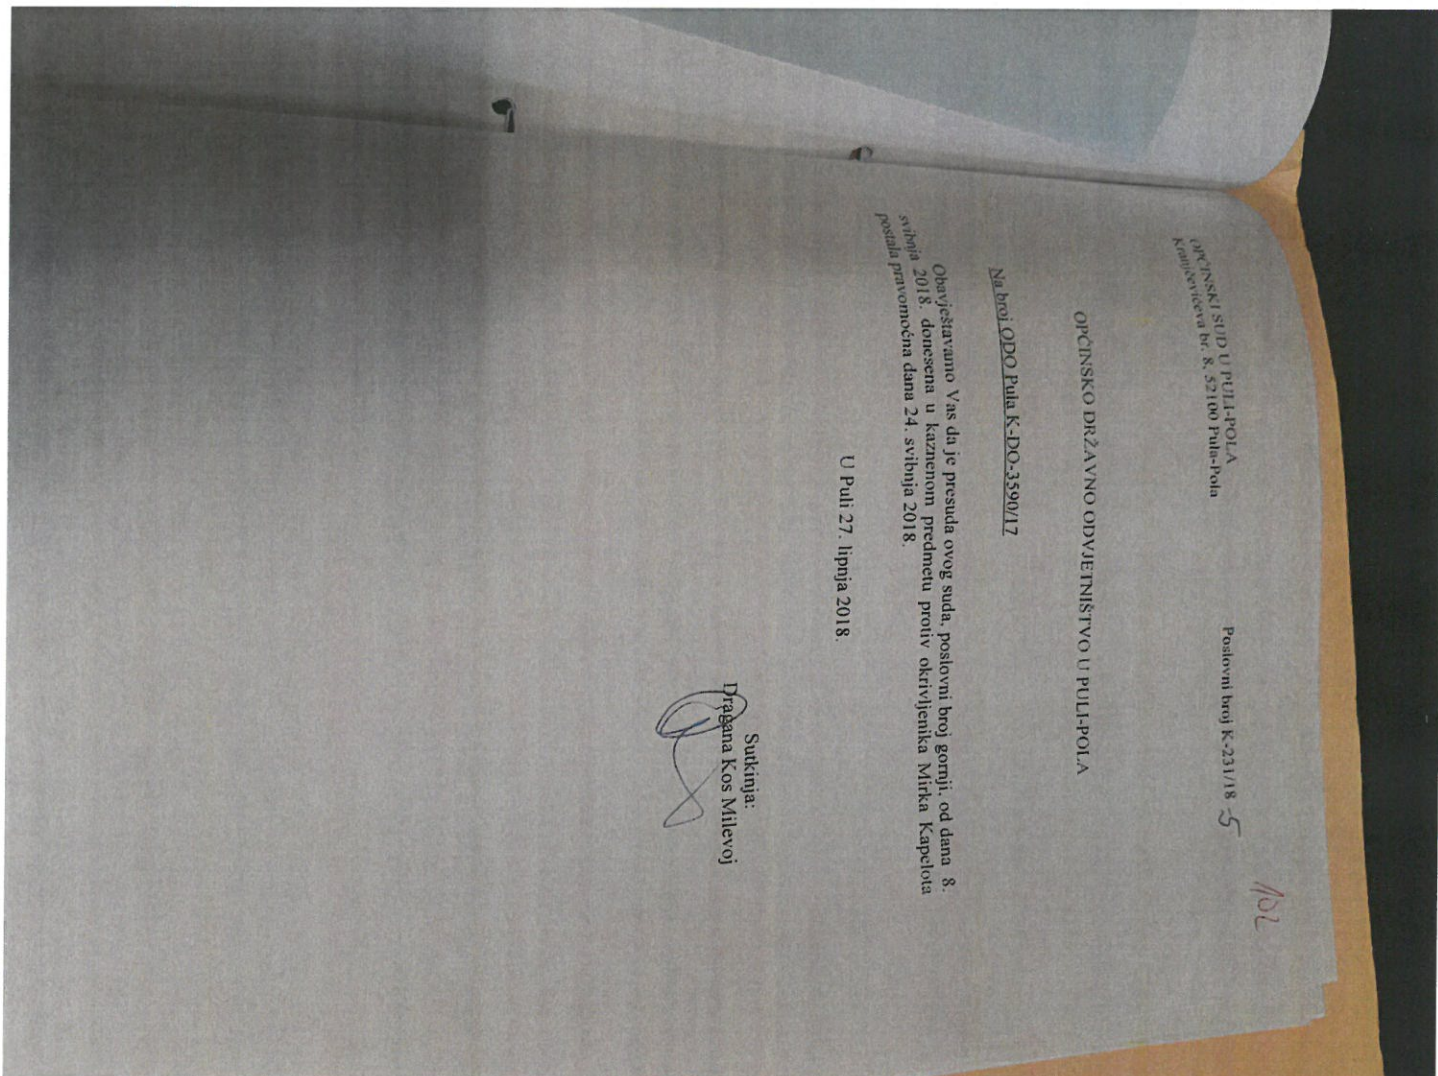 102
OPĆINSKI SUD U PULI-POLA
Kranjčevićeva br. 8, 52100 Pula-Pola
Poslovni broj K-231/18 -5
OPĆINSKO DRŽAVNO ODVJETNIŠTVO U PULI-POLA
Na broj ODO Pula K-DO-3590/17
Obavještavamo Vas da je presuda ovog suda, poslovni broj gornji, od dana 8.
svibnja 2018. donesena u kaznenom predmetu protiv okrivljenika Mirka Kapelota
postala pravomoćna dana 24. svibnja 2018.
U Puli 27. lipnja 2018.
Sutkinja:
Dragana Kos Milevoj